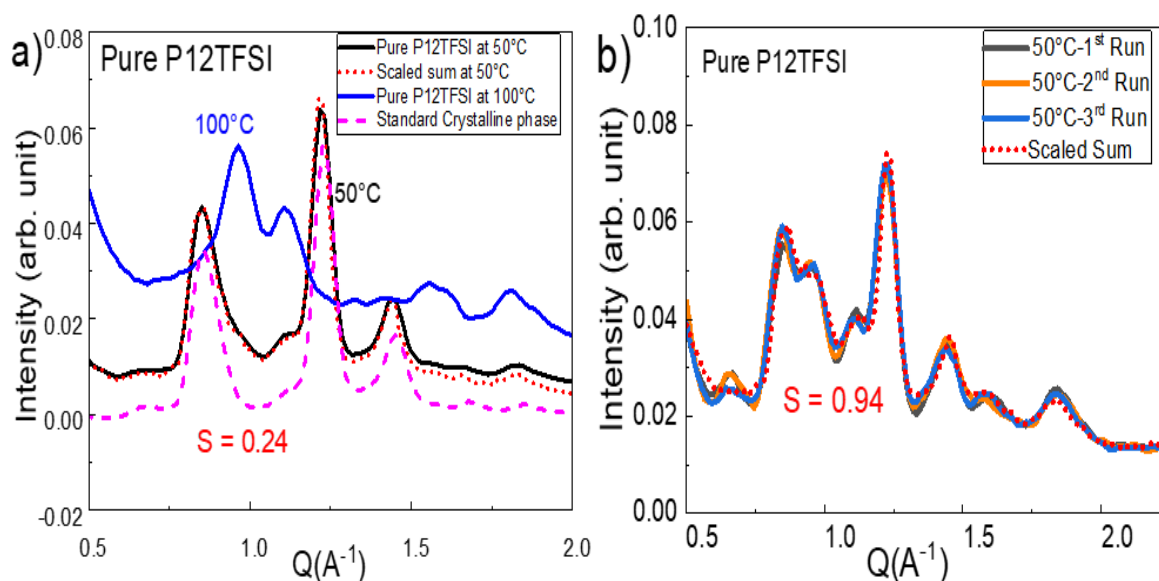 a)
Pure P12TFSI
Pure P12TFSI at 50°C
Scaled sum at 50°C
Pure P12TFSI at 100°C
Standard Crystalline phase
100°C
50°C
S = 0.24
0.08
0.06
0.04
0.02
0.00
-0.02
Intensity (arb. unit)
0.5 1.0 1.5 2.0
Q(A⁻¹)
b)
Pure P12TFSI
50°C-1ˢᵗ Run
50°C-2ⁿᵈ Run
50°C-3ʳᵈ Run
Scaled Sum
S = 0.94
0.10
0.08
0.06
0.04
0.02
0.00
Intensity (arb. unit)
0.5 1.0 1.5 2.0
Q(A⁻¹)